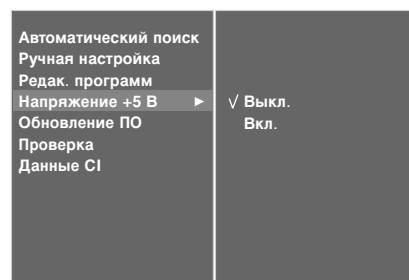 Автоматический поиск
Ручная настройка
Редак. программ
Напряжение +5 В ►
√ Выкл.
Вкл.
Обновление ПО
Проверка
Данные CI